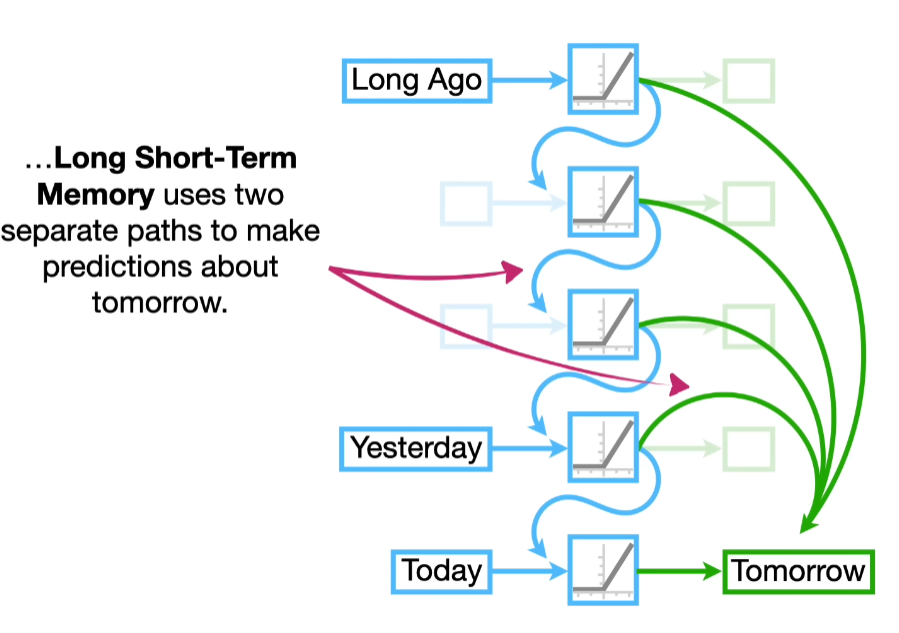 Long Ago
…Long Short-Term
Memory uses two
separate paths to make
predictions about
tomorrow.
Yesterday
Today
Tomorrow